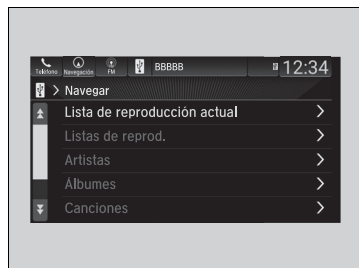 Teléfono Navegación FM BBBBB 12:34
Navegar
Lista de reproducción actual
Listas de reprod.
Artistas
Álbumes
Canciones